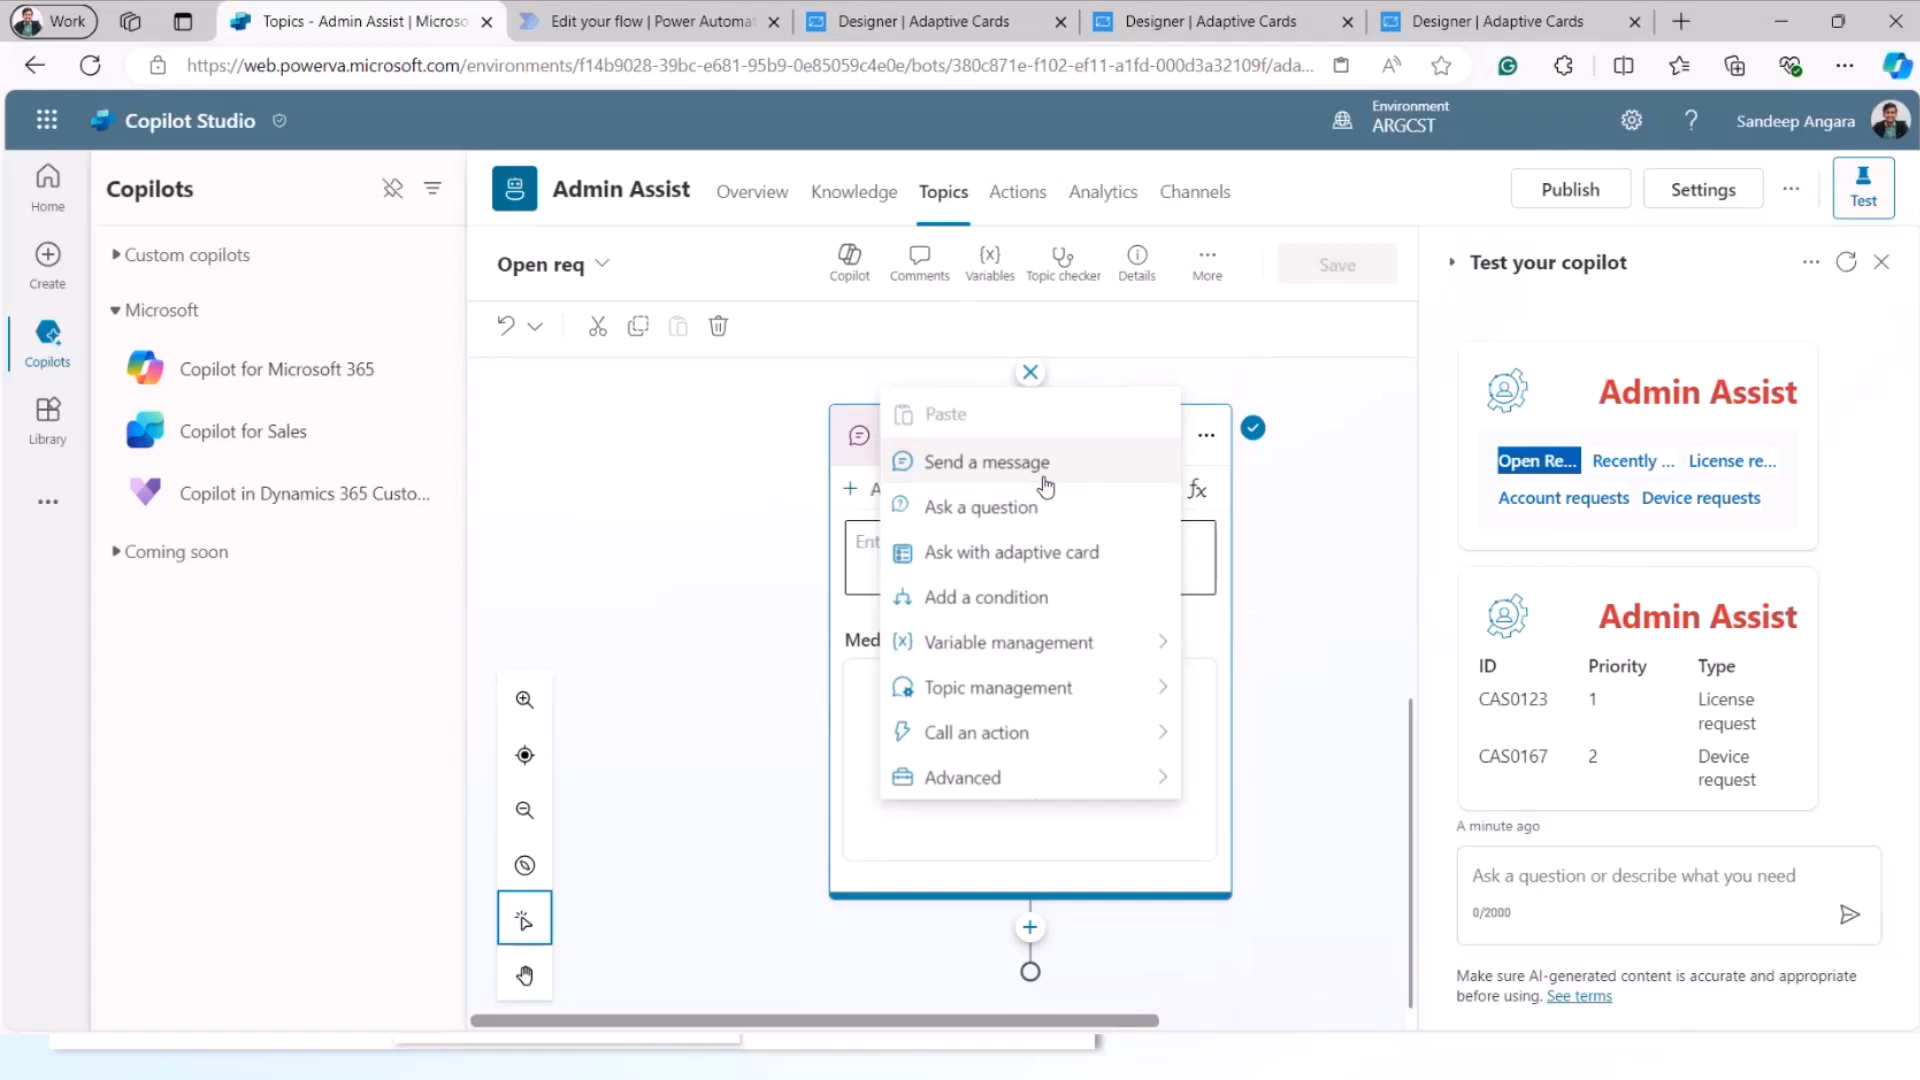 Work
Topics - Admin Assist | Microso
Edit your flow | Power Automat
Designer | Adaptive Cards
Designer | Adaptive Cards
Designer | Adaptive Cards
https://web.powerva.microsoft.com/environments/f14b9028-39bc-e681-95b9-0e85059c4e0e/bots/380c871e-f102-ef11-a1fd-000d3a32109f/ada...
Copilot Studio
Environment
ARGCST
Sandeep Angara
Home
Create
Copilots
Library
Copilots
Custom copilots
Microsoft
Copilot for Microsoft 365
Copilot for Sales
Copilot in Dynamics 365 Custo...
Coming soon
Admin Assist
Overview
Knowledge
Topics
Actions
Analytics
Channels
Publish
Settings
Test
Open req
Copilot
Comments
Variables
Topic checker
Details
More
Save
Paste
Send a message
Ask a question
Ask with adaptive card
Add a condition
Variable management
Topic management
Call an action
Advanced
A
fx
Ent
Med
Test your copilot
Admin Assist
Open Re... Recently ... License re...
Account requests Device requests
Admin Assist
ID Priority Type
CAS0123 1 License request
CAS0167 2 Device request
A minute ago
Ask a question or describe what you need
0/2000
Make sure AI-generated content is accurate and appropriate
before using. See terms